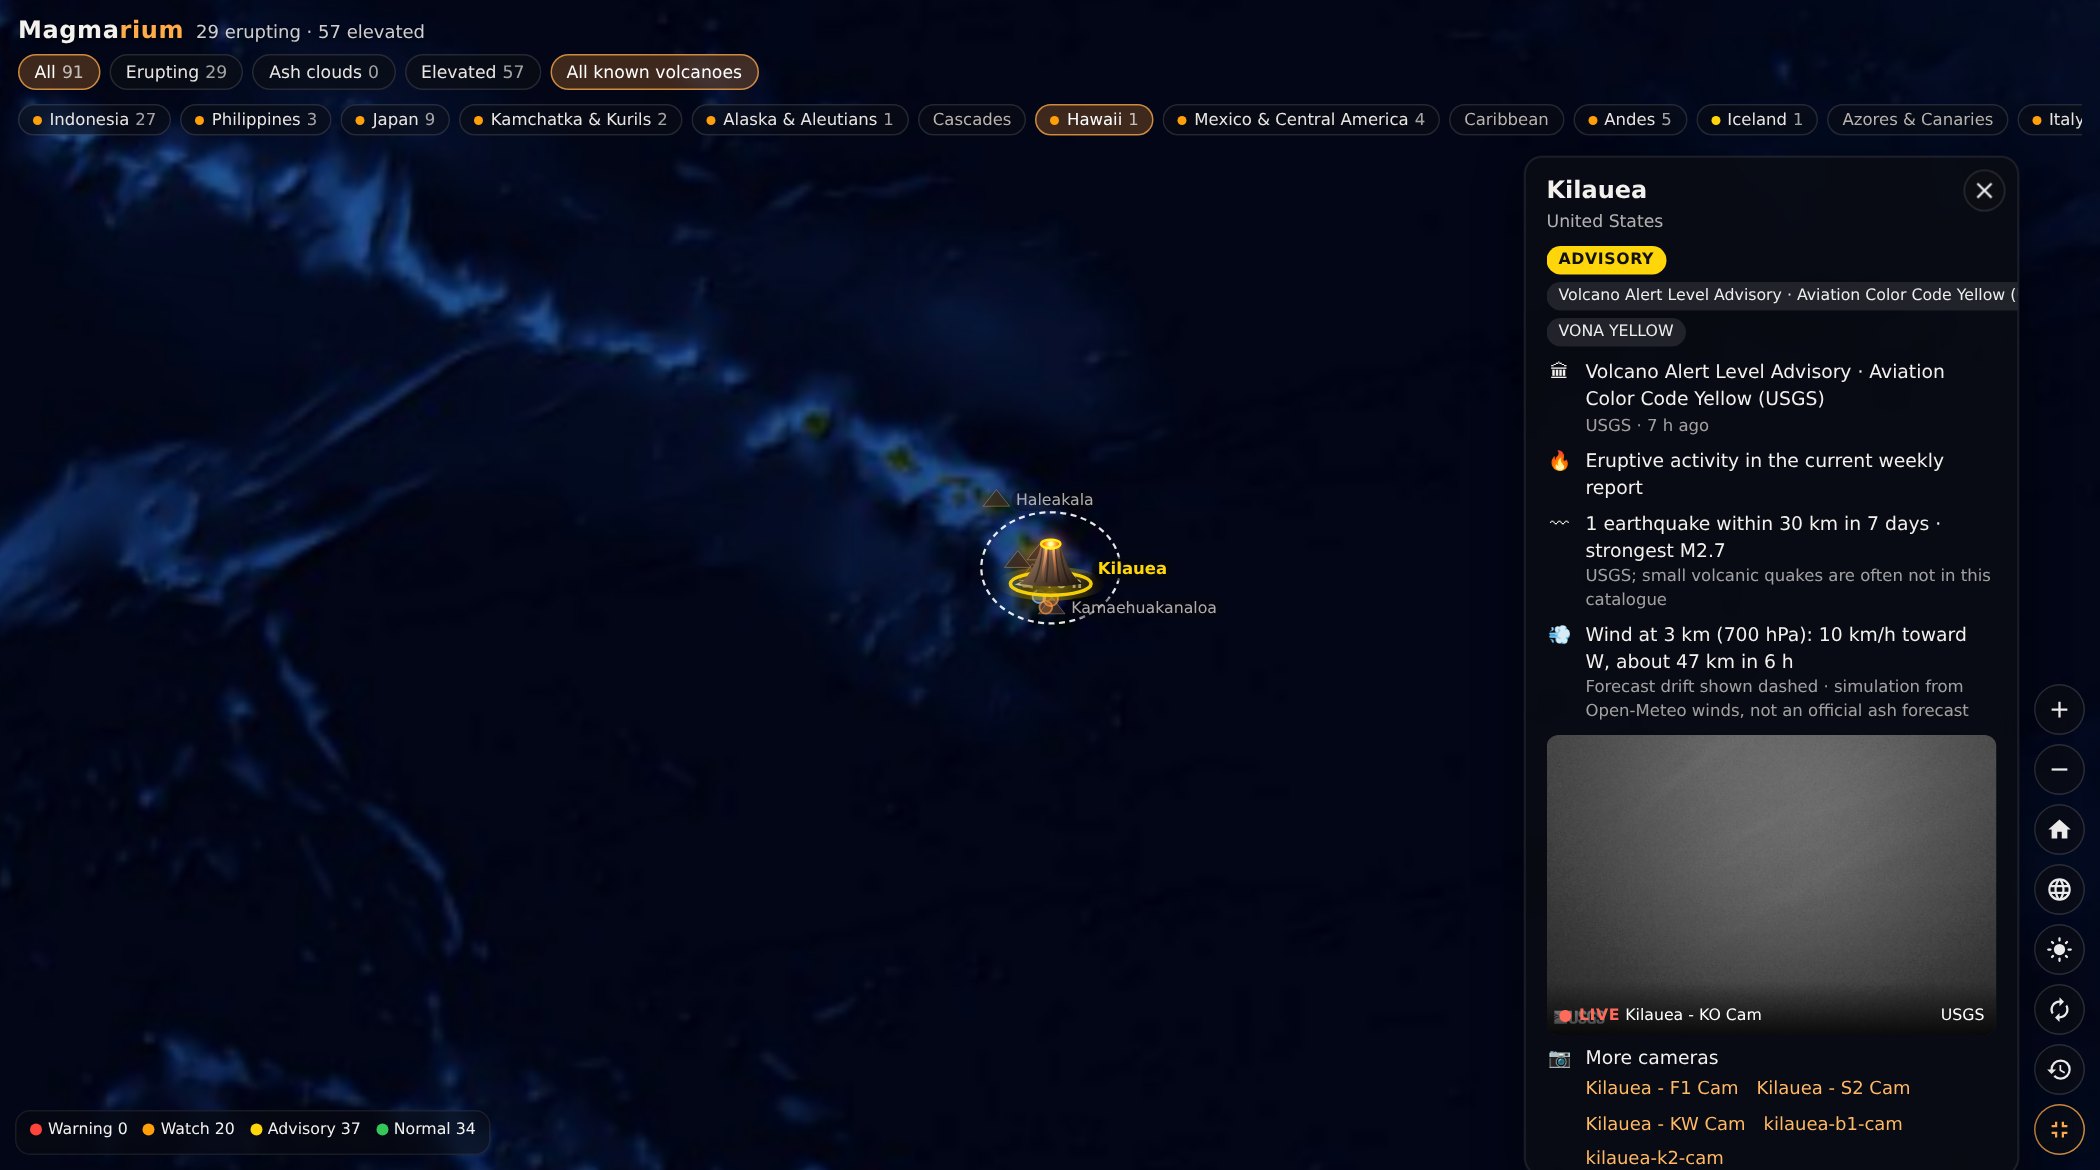 Magmarium 29 erupting · 57 elevated
All 91 Erupting 29 Ash clouds 0 Elevated 57 All known volcanoes
Indonesia 27 Philippines 3 Japan 9 Kamchatka & Kurils 2 Alaska & Aleutians 1 Cascades Hawaii 1 Mexico & Central America 4 Caribbean Andes 5 Iceland 1 Azores & Canaries Italy
Kilauea
United States
ADVISORY
Volcano Alert Level Advisory · Aviation Color Code Yellow (
VONA YELLOW
Volcano Alert Level Advisory · Aviation
Color Code Yellow (USGS)
USGS · 7 h ago
Eruptive activity in the current weekly
report
1 earthquake within 30 km in 7 days ·
strongest M2.7
USGS; small volcanic quakes are often not in this
catalogue
Wind at 3 km (700 hPa): 10 km/h toward
W, about 47 km in 6 h
Forecast drift shown dashed · simulation from
Open-Meteo winds, not an official ash forecast
LIVE Kilauea - KO Cam USGS
More cameras
Kilauea - F1 Cam Kilauea - S2 Cam
Kilauea - KW Cam kilauea-b1-cam
kilauea-k2-cam
Haleakala
Kilauea
Kamaehuakanaloa
Warning 0 Watch 20 Advisory 37 Normal 34